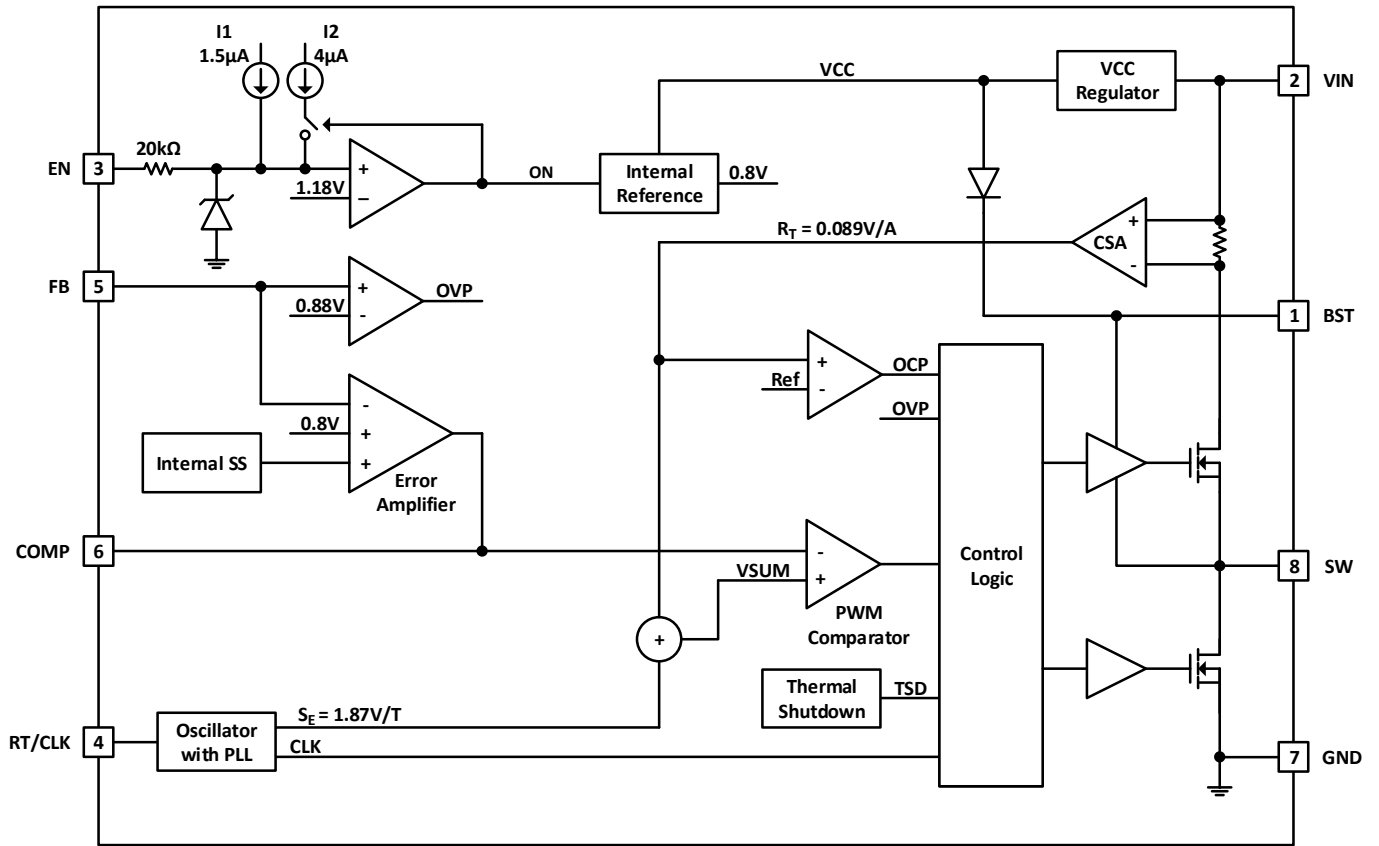 I1
1.5µA
I2
4µA
VCC
VCC
Regulator
2
VIN
EN
3
20kΩ
+
1.18V
−
ON
Internal
Reference
0.8V
RT = 0.089V/A
CSA
+
-
FB
5
+
0.88V
-
OVP
1
BST
+
Ref
-
OCP
OVP
-
0.8V
+
+
Internal SS
Error
Amplifier
COMP
6
-
VSUM
+
PWM
Comparator
Control
Logic
8
SW
+
Thermal
Shutdown
TSD
RT/CLK
4
Oscillator
with PLL
SE = 1.87V/T
CLK
7
GND